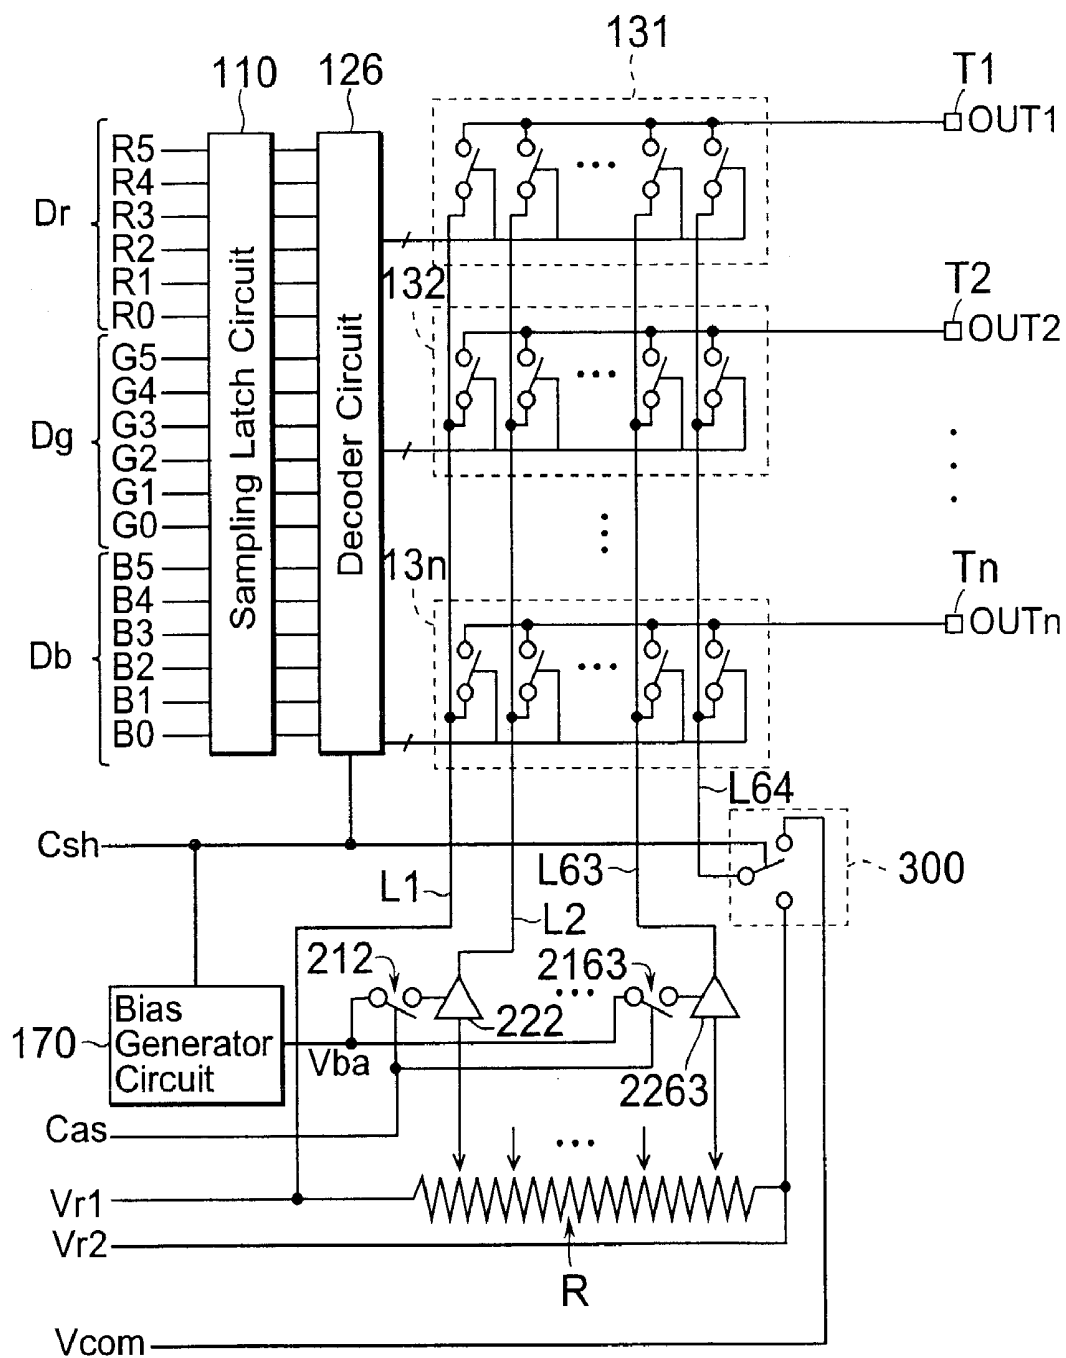 131
110
126
T1
OUT1
R5
R4
R3
R2
R1
R0
Dr
132
T2
OUT2
G5
G4
G3
G2
G1
G0
Dg
Sampling Latch Circuit
Decoder Circuit
13n
Tn
OUTn
B5
B4
B3
B2
B1
B0
Db
L64
Csh
L1
L63
300
L2
212
2163
Bias
Generator
Circuit
170
Vba
222
2263
Cas
Vr1
Vr2
R
Vcom